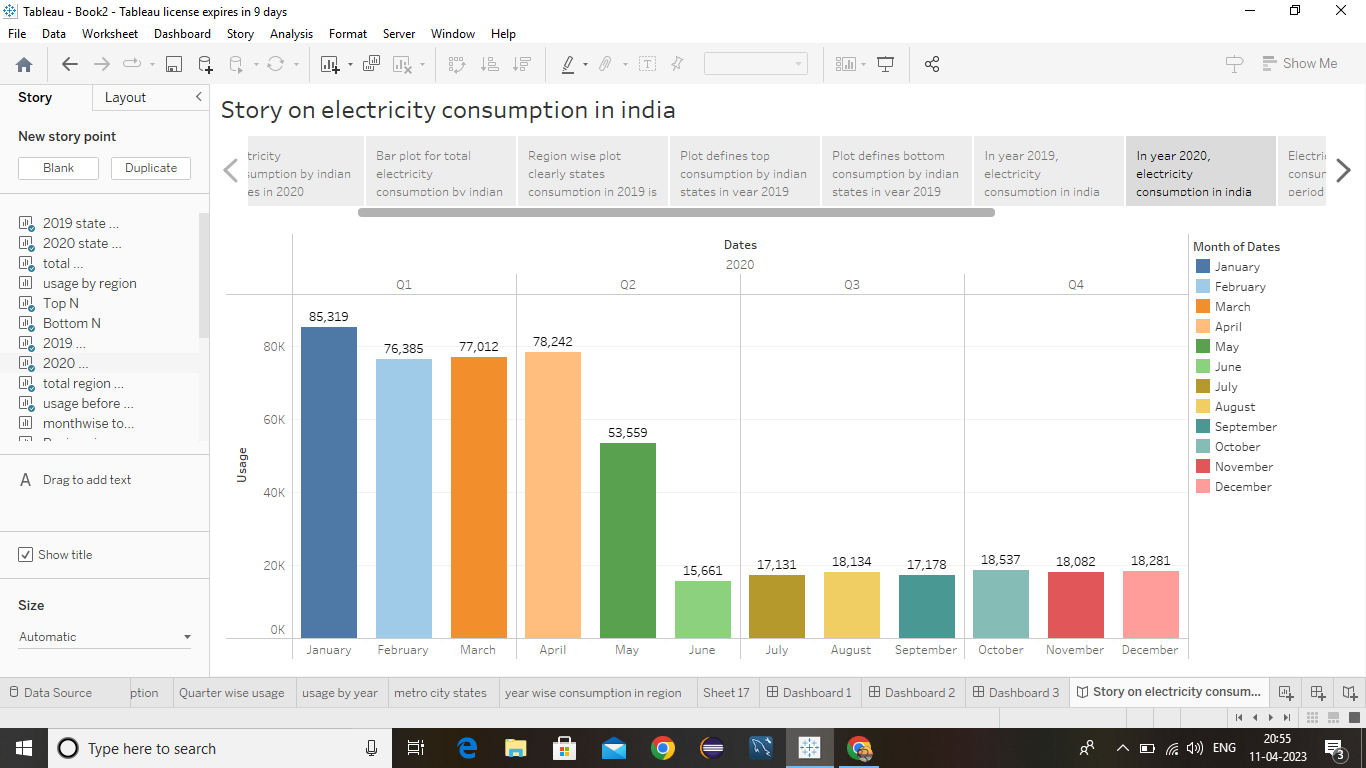 Tableau - Book2 - Tableau license expires in 9 days
File Data Worksheet Dashboard Story Analysis Format Server Window Help
Show Me
Story Layout
New story point
Blank Duplicate
2019 state ...
2020 state ...
total ...
usage by region
Top N
Bottom N
2019 ...
2020 ...
total region ...
usage before ...
monthwise to...
A Drag to add text
Show title
Size
Automatic
Story on electricity consumption in india
tricity
sumption by indian
es in 2020
Bar plot for total
electricity
consumption by indian
Region wise plot
clearly states
consumption in 2019 is
Plot defines top
consumption by indian
states in year 2019
Plot defines bottom
consumption by indian
states in year 2019
In year 2019,
electricity
consumption in india
In year 2020,
electricity
consumption in india
Electri
consur
period
Dates
2020
Q1 Q2 Q3 Q4
Usage
80K
60K
40K
20K
0K
85,319
76,385
77,012
78,242
53,559
15,661
17,131
18,134
17,178
18,537
18,082
18,281
January February March April May June July August September October November December
Month of Dates
January
February
March
April
May
June
July
August
September
October
November
December
Data Source ption Quarter wise usage usage by year metro city states year wise consumption in region Sheet 17 Dashboard 1 Dashboard 2 Dashboard 3 Story on electricity consum...
Type here to search
ENG
20:55
11-04-2023
3